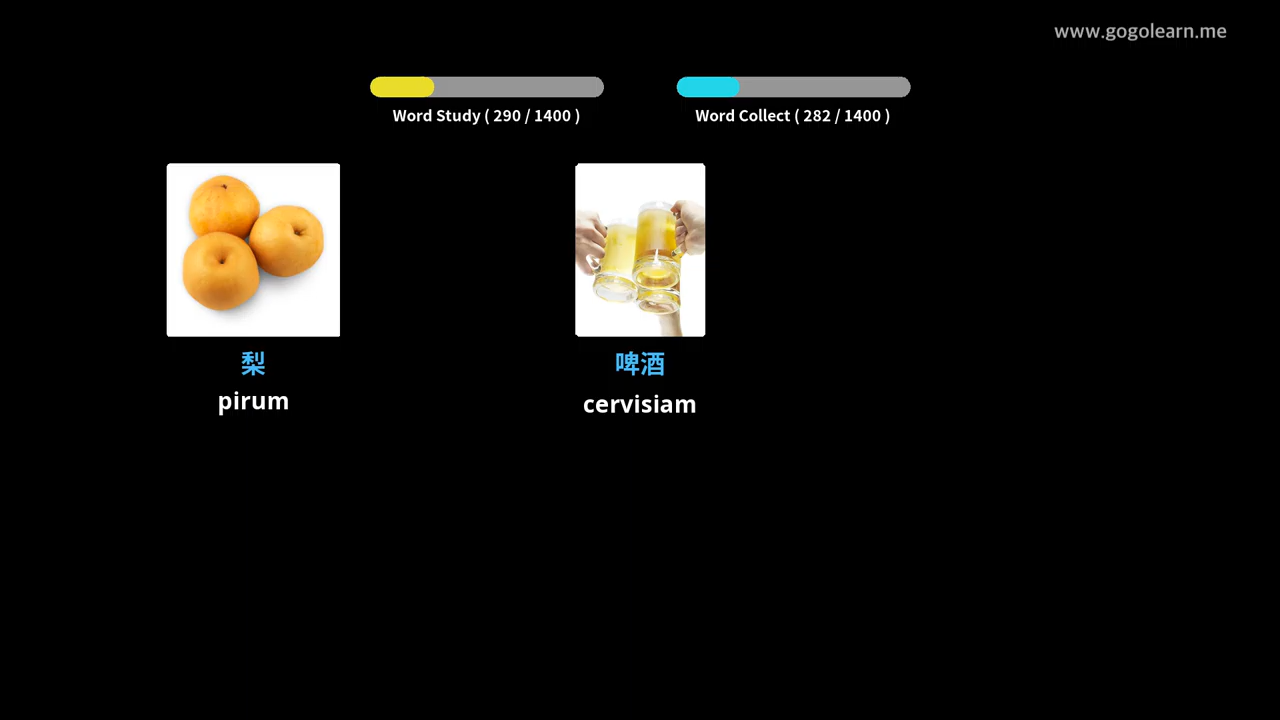 www.gogolearn.me
Word Study ( 290 / 1400 )
Word Collect ( 282 / 1400 )
梨
pirum
啤酒
cervisiam